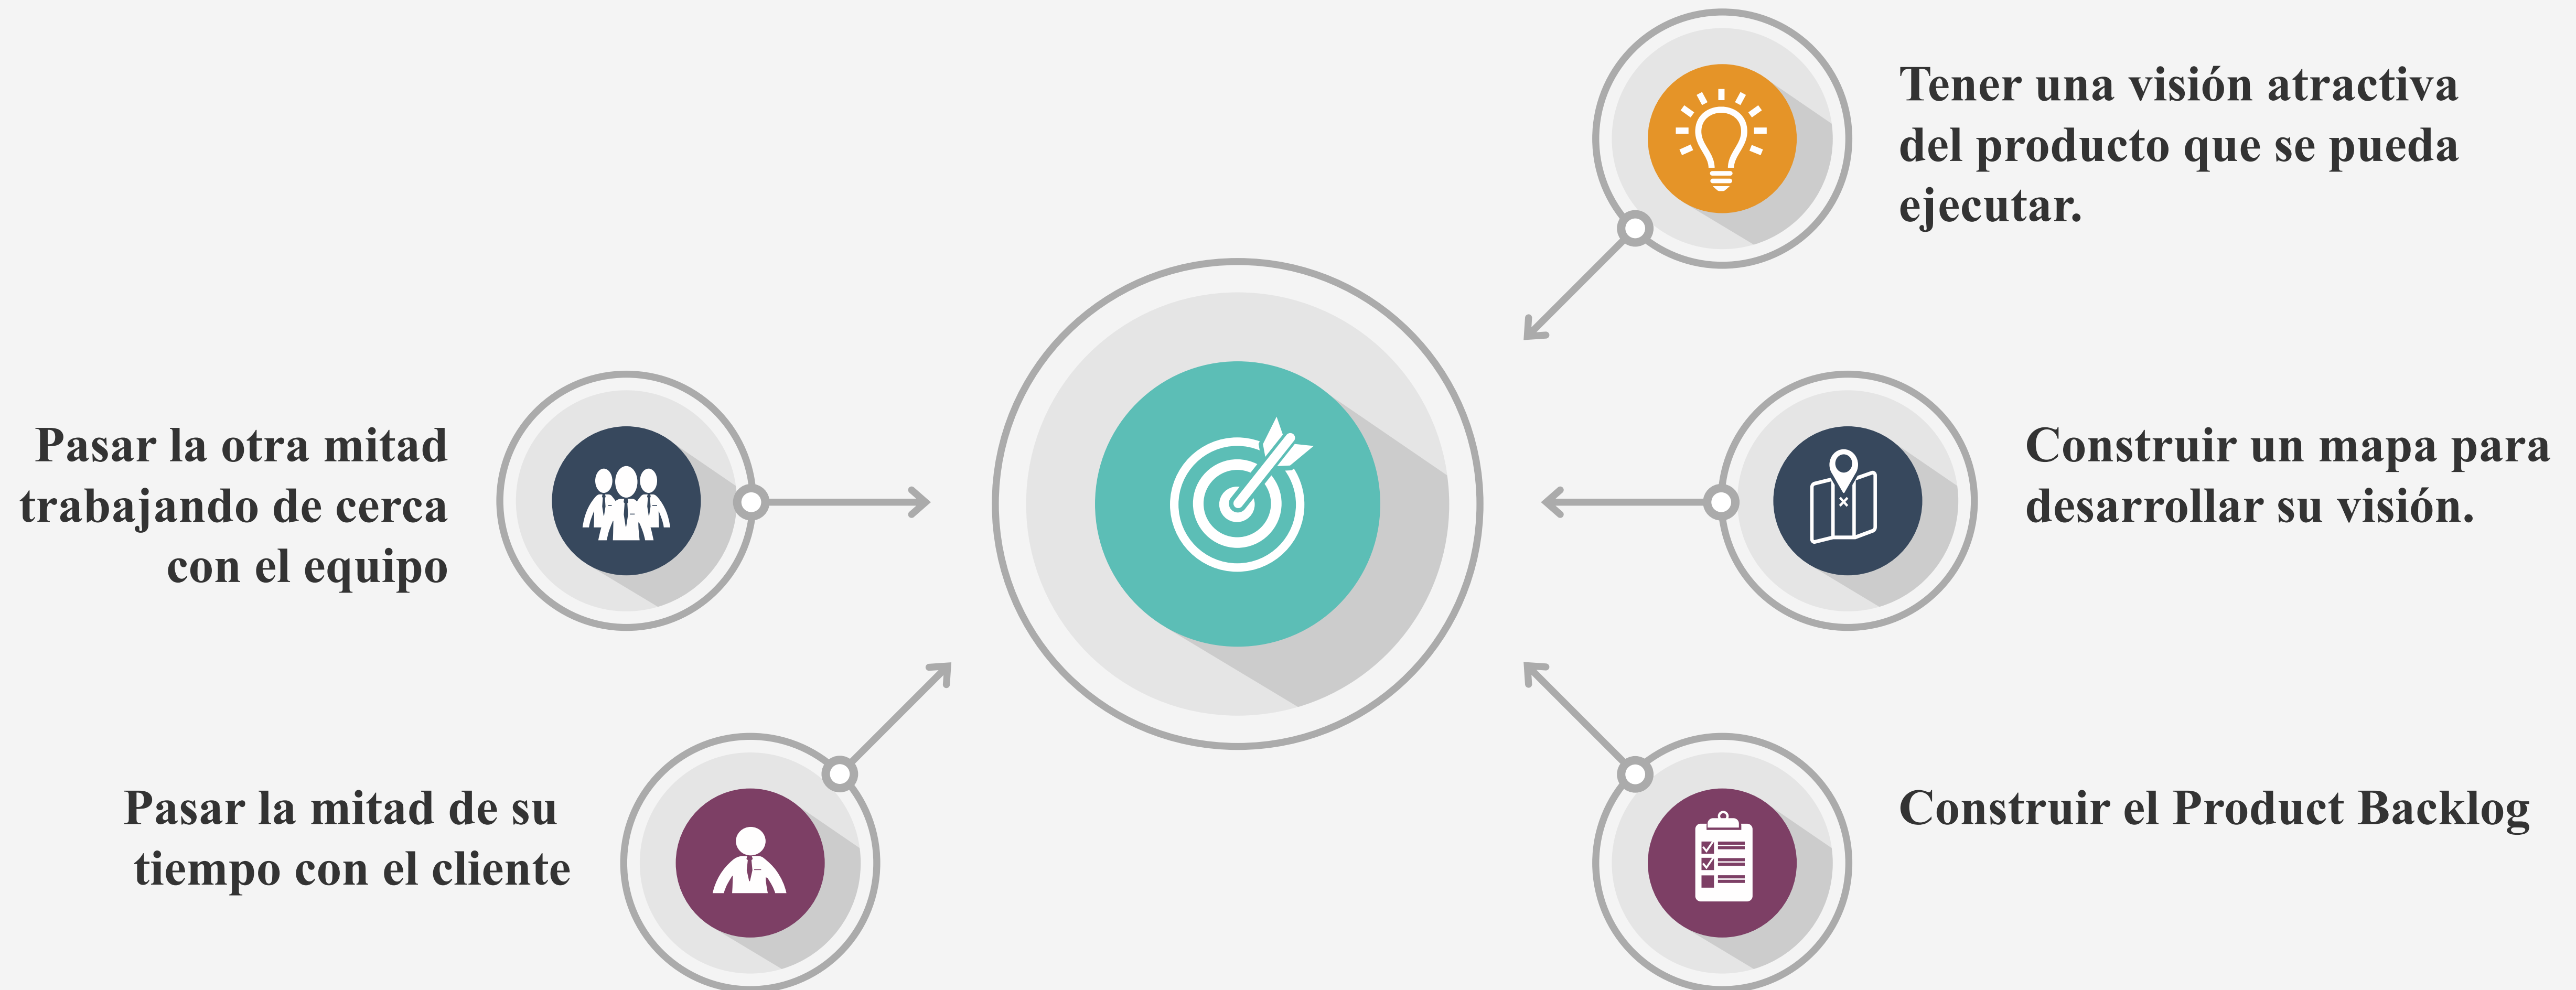 Tener una visión atractiva
del producto que se pueda
ejecutar.
Construir un mapa para
desarrollar su visión.
Construir el Product Backlog
Pasar la mitad de su
tiempo con el cliente
Pasar la otra mitad
trabajando de cerca
con el equipo